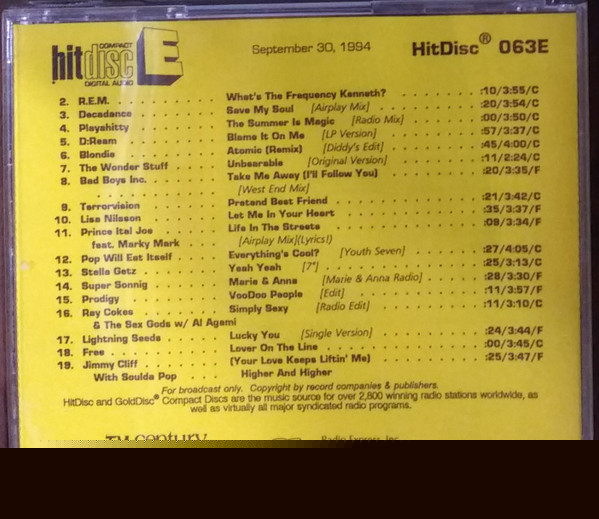 COMPACT
hitdisc E
DIGITAL AUDIO
September 30, 1994
HitDisc® 063E
2. R.E.M. What's The Frequency Kenneth? :10/3:55/C
3. Decadance Save My Soul [Airplay Mix] :20/3:54/C
4. Playahitty The Summer Is Magic [Radio Mix] :00/3:50/C
5. D:Ream Blame It On Me [LP Version] :57/3:37/C
6. Blondie Atomic (Remix) [Diddy's Edit] :45/4:00/C
7. The Wonder Stuff Unbearable [Original Version] :11/2:24/C
8. Bad Boys Inc. Take Me Away (I'll Follow You) :20/3:35/F
[West End Mix]
9. Terrorvision Pretend Best Friend :21/3:42/C
10. Lisa Nilsson Let Me In Your Heart :35/3:37/F
11. Prince Ital Joe Life In The Streets :09/3:34/F
feat. Marky Mark [Airplay Mix](Lyrics!)
12. Pop Will Eat Itself Everything's Cool? [Youth Seven] :27/4:05/C
13. Stella Getz Yeah Yeah [7"] :25/3:13/C
14. Super Sonnig Marie & Anna [Marie & Anna Radio] :28/3:30/F
15. Prodigy VooDoo People [Edit] :11/3:57/F
16. Ray Cokes Simply Sexy [Radio Edit] :11/3:10/C
& The Sex Gods w/ Al Agami
17. Lightning Seeds Lucky You [Single Version] :24/3:44/F
18. Free Lover On The Line :00/3:45/C
19. Jimmy Cliff (Your Love Keeps Liftin' Me) :25/3:47/F
With Soulda Pop Higher And Higher
For broadcast only. Copyright by record companies & publishers.
HitDisc and GoldDisc® Compact Discs are the music source for over 2,800 winning radio stations worldwide, as
well as virtually all major syndicated radio programs.
TM century
Radio Express, Inc.